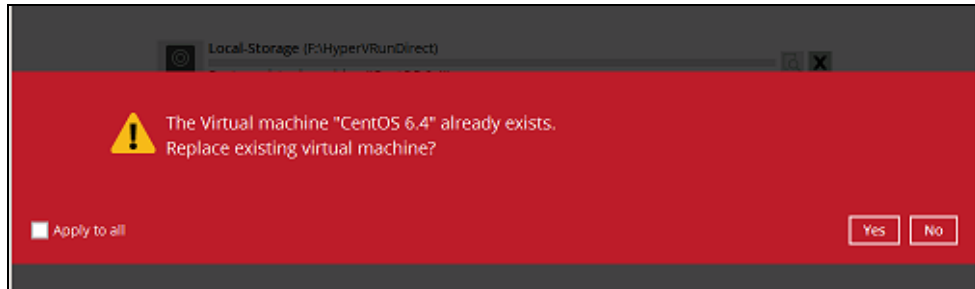 Local-Storage (F:\HyperVRunDirect)
The Virtual machine "CentOS 6.4" already exists.
Replace existing virtual machine?
Apply to all
Yes
No